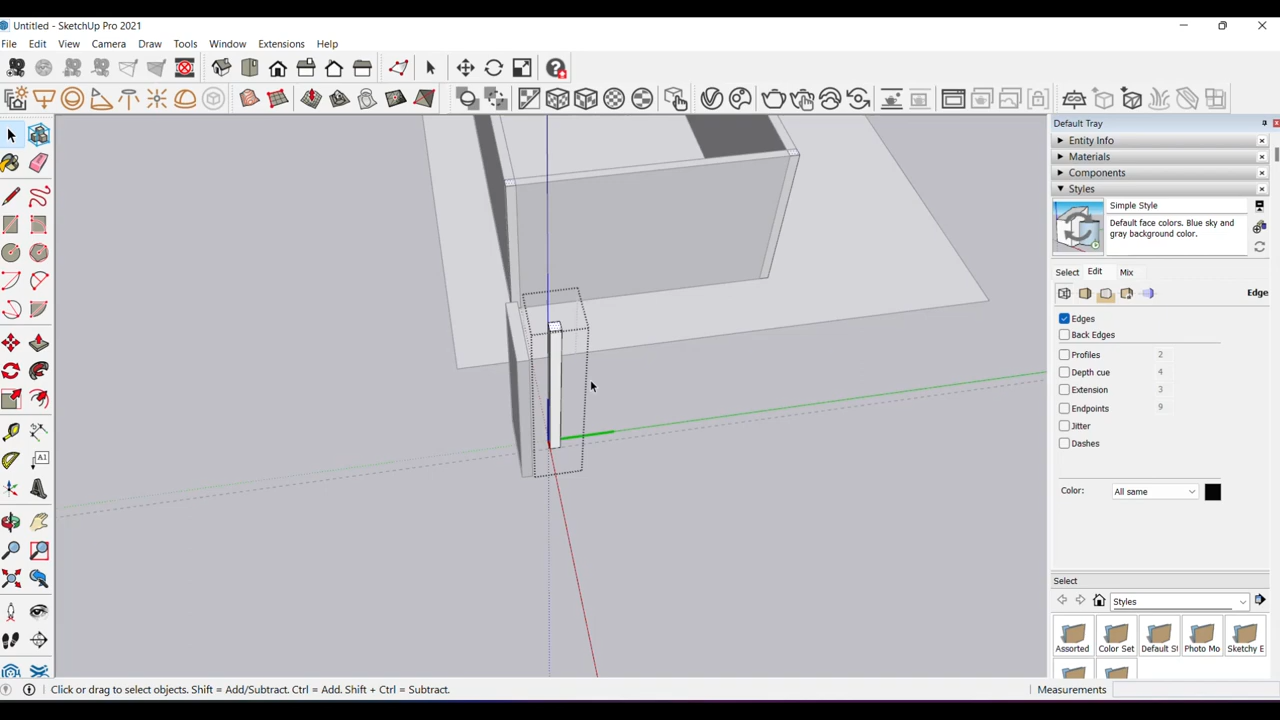 Untitled - SketchUp Pro 2021
File Edit View Camera Draw Tools Window Extensions Help
Default Tray
Entity Info
Materials
Components
Styles
Simple Style
Default face colors. Blue sky and
gray background color.
Select Edit Mix
Edge
Edges
Back Edges
Profiles 2
Depth cue 4
Extension 3
Endpoints 9
Jitter
Dashes
Color: All same
Select
Styles
Assorted Color Set Default St Photo Mo Sketchy E
Click or drag to select objects. Shift = Add/Subtract. Ctrl = Add. Shift + Ctrl = Subtract.
Measurements